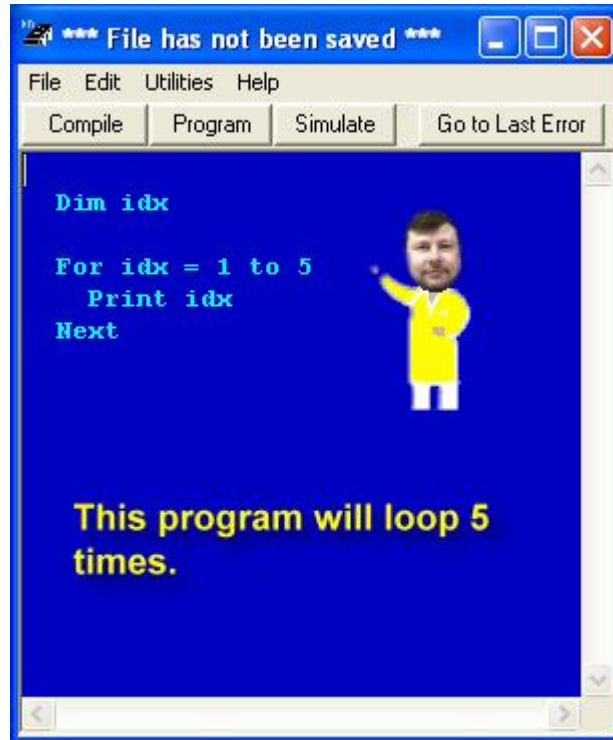 *** File has not been saved ***
File Edit Utilities Help
Compile Program Simulate Go to Last Error
Dim idx
For idx = 1 to 5
Print idx
Next
This program will loop 5
times.